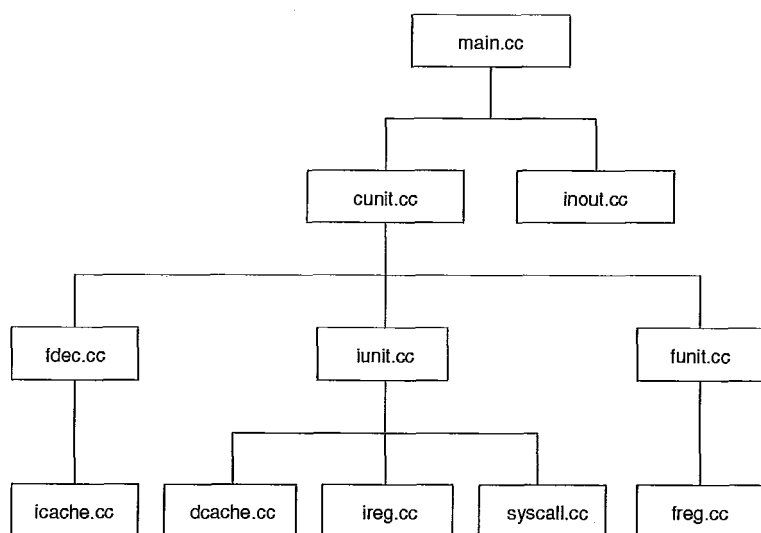 main.cc
cunit.cc
inout.cc
fdec.cc
iunit.cc
funit.cc
icache.cc
dcache.cc
ireg.cc
syscall.cc
freg.cc